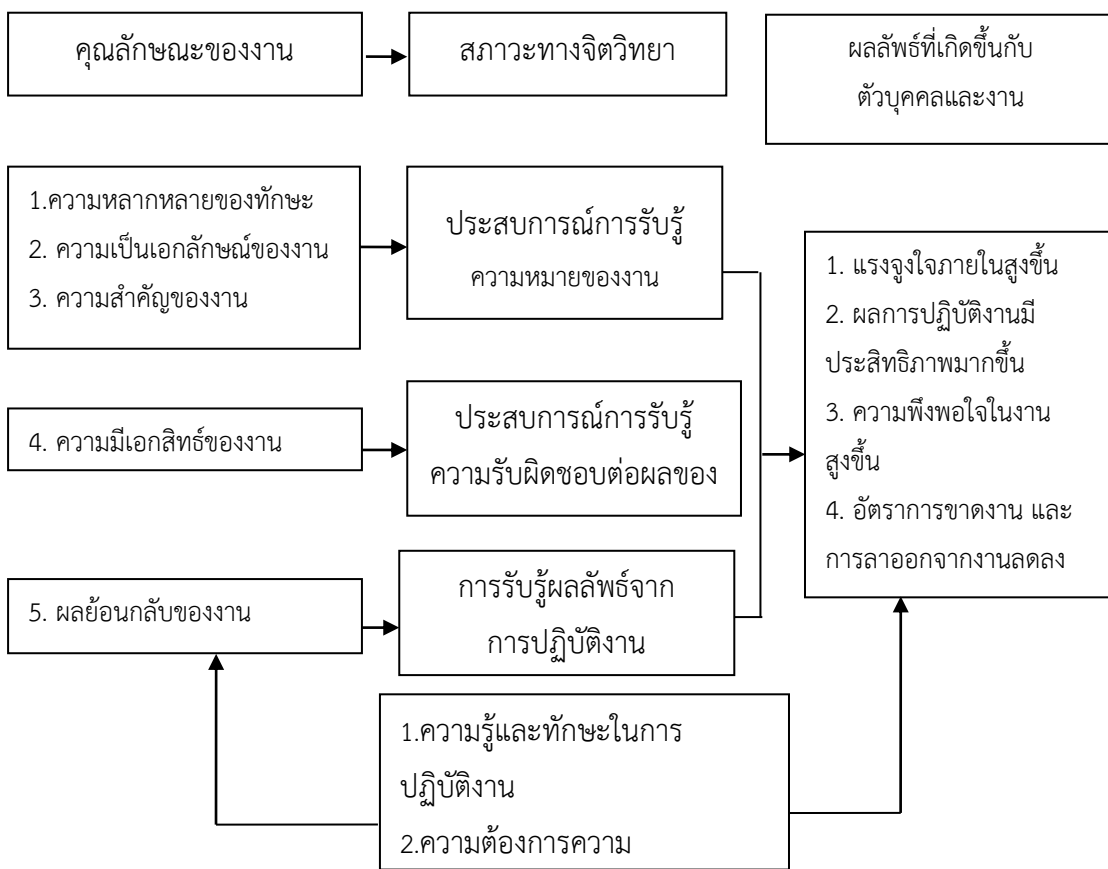 คุณลักษณะของงาน
สภาวะทางจิตวิทยา
ผลลัพธ์ที่เกิดขึ้นกับ
ตัวบุคคลและงาน
1.ความหลากหลายของทักษะ
2. ความเป็นเอกลักษณ์ของงาน
3. ความสำคัญของงาน
ประสบการณ์การรับรู้
ความหมายของงาน
4. ความมีเอกสิทธ์ของงาน
ประสบการณ์การรับรู้
ความรับผิดชอบต่อผลของ
5. ผลย้อนกลับของงาน
การรับรู้ผลลัพธ์จาก
การปฏิบัติงาน
1. แรงจูงใจภายในสูงขึ้น
2. ผลการปฏิบัติงานมี
ประสิทธิภาพมากขึ้น
3. ความพึงพอใจในงาน
สูงขึ้น
4. อัตราการขาดงาน และ
การลาออกจากงานลดลง
1.ความรู้และทักษะในการ
ปฏิบัติงาน
2.ความต้องการความ